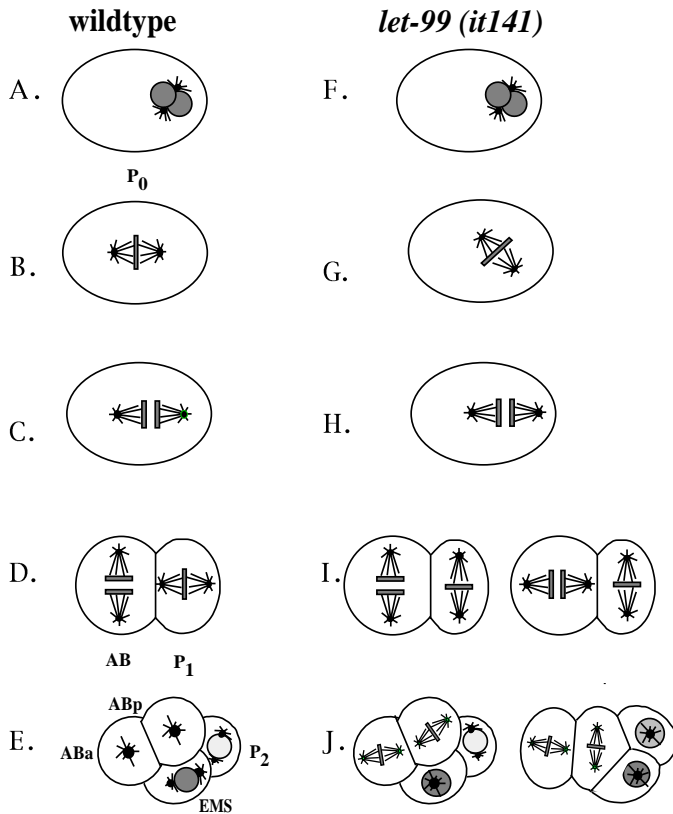 wildtype let-99 (it141)
A. F.
P0
B. G.
C. H.
D. I.
AB P1
ABp
E. ABa P2 J.
EMS